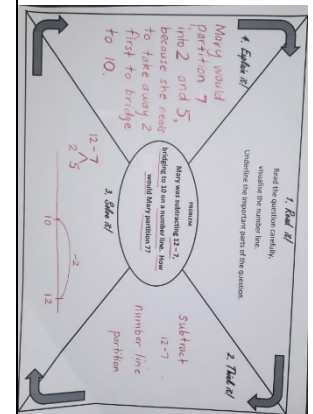 1. Read it!
Read the question carefully,
visualise the number line.
Underline the important parts of the question.
2. Think it!
subtract
12-7
number line
partition
PROBLEM
Mary was subtracting 12 – 7,
bridging to 10 on a number line. How
would Mary partition 7?
3. Solve it!
12-7
2 5
-2
10 12
4. Explain it!
Mary would
partition 7
into 2 and 5,
because she needs
to take away 2
first to bridge
to 10.